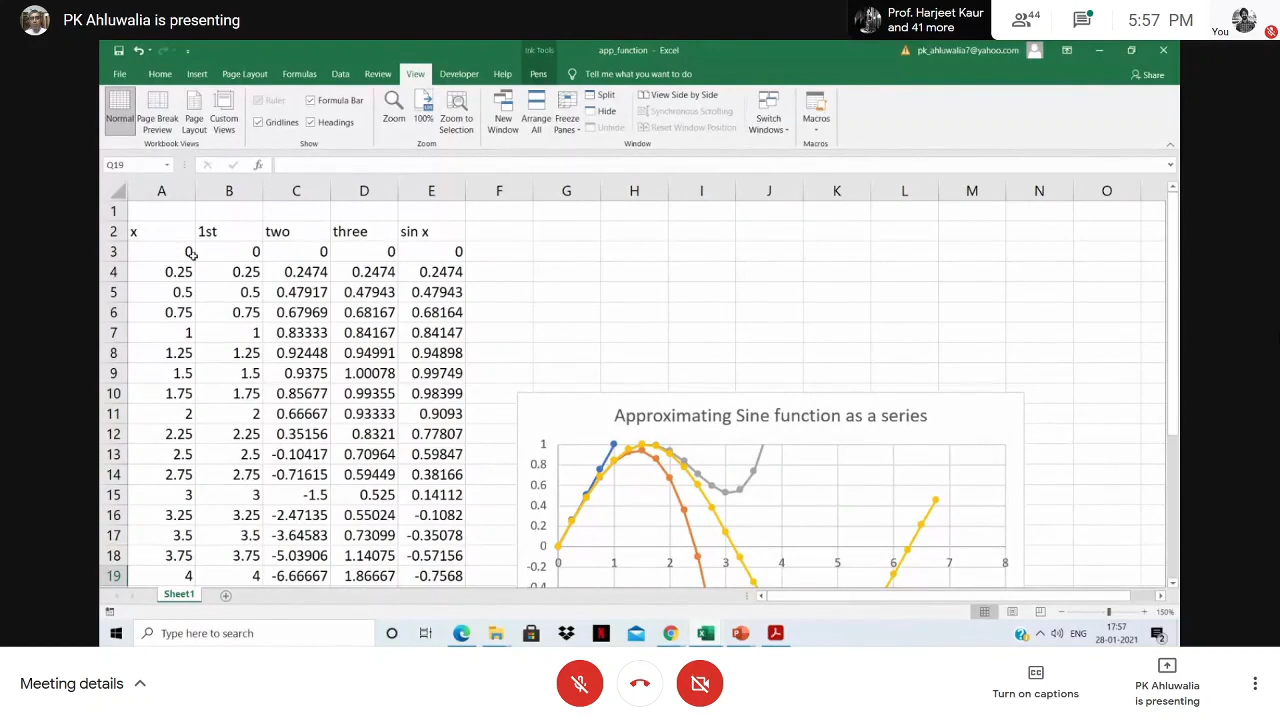 PK Ahluwalia is presenting
Prof. Harjeet Kaur
and 41 more
44
5:57 PM
You
Ink Tools
app_function - Excel
pk_ahluwalia7@yahoo.com
File Home Insert Page Layout Formulas Data Review View Developer Help Pens Tell me what you want to do
Share
Normal
Page Break
Preview
Page
Layout
Custom
Views
Workbook Views
Ruler
Formula Bar
Gridlines
Headings
Show
Zoom
100%
Zoom to
Selection
Zoom
New
Window
Arrange
All
Freeze
Panes
Split
Hide
Unhide
View Side by Side
Synchronous Scrolling
Reset Window Position
Window
Switch
Windows
Macros
Macros
Q19
fx
A B C D E F G H I J K L M N O
1
2 x 1st two three sin x
3 0 0 0 0 0
4 0.25 0.25 0.2474 0.2474 0.2474
5 0.5 0.5 0.47917 0.47943 0.47943
6 0.75 0.75 0.67969 0.68167 0.68164
7 1 1 0.83333 0.84167 0.84147
8 1.25 1.25 0.92448 0.94991 0.94898
9 1.5 1.5 0.9375 1.00078 0.99749
10 1.75 1.75 0.85677 0.99355 0.98399
11 2 2 0.66667 0.93333 0.9093
12 2.25 2.25 0.35156 0.8321 0.77807
13 2.5 2.5 -0.10417 0.70964 0.59847
14 2.75 2.75 -0.71615 0.59449 0.38166
15 3 3 -1.5 0.525 0.14112
16 3.25 3.25 -2.47135 0.55024 -0.1082
17 3.5 3.5 -3.64583 0.73099 -0.35078
18 3.75 3.75 -5.03906 1.14075 -0.57156
19 4 4 -6.66667 1.86667 -0.7568
Approximating Sine function as a series
1
0.8
0.6
0.4
0.2
0
-0.2
-0.4
0 1 2 3 4 5 6 7 8
Sheet1
150%
Type here to search
ENG
17:57
28-01-2021
2
Meeting details
Turn on captions
PK Ahluwalia
is presenting